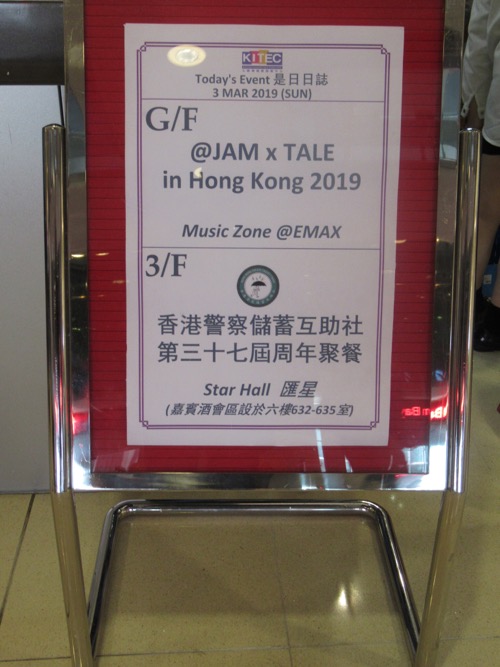 KITEC
Today's Event 是日日誌
3 MAR 2019 (SUN)
G/F
@JAM x TALE
in Hong Kong 2019
Music Zone @EMAX
3/F
香港警察儲蓄互助社
第三十七屆周年聚餐
Star Hall 匯星
(嘉賓酒會區設於六樓632-635室)